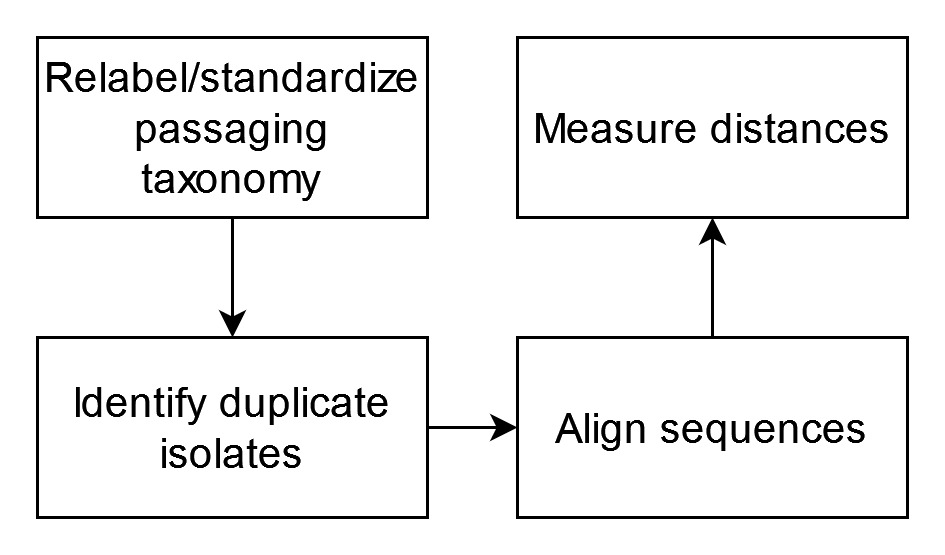 Relabel/standardize
passaging
taxonomy
Identify duplicate
isolates
Align sequences
Measure distances